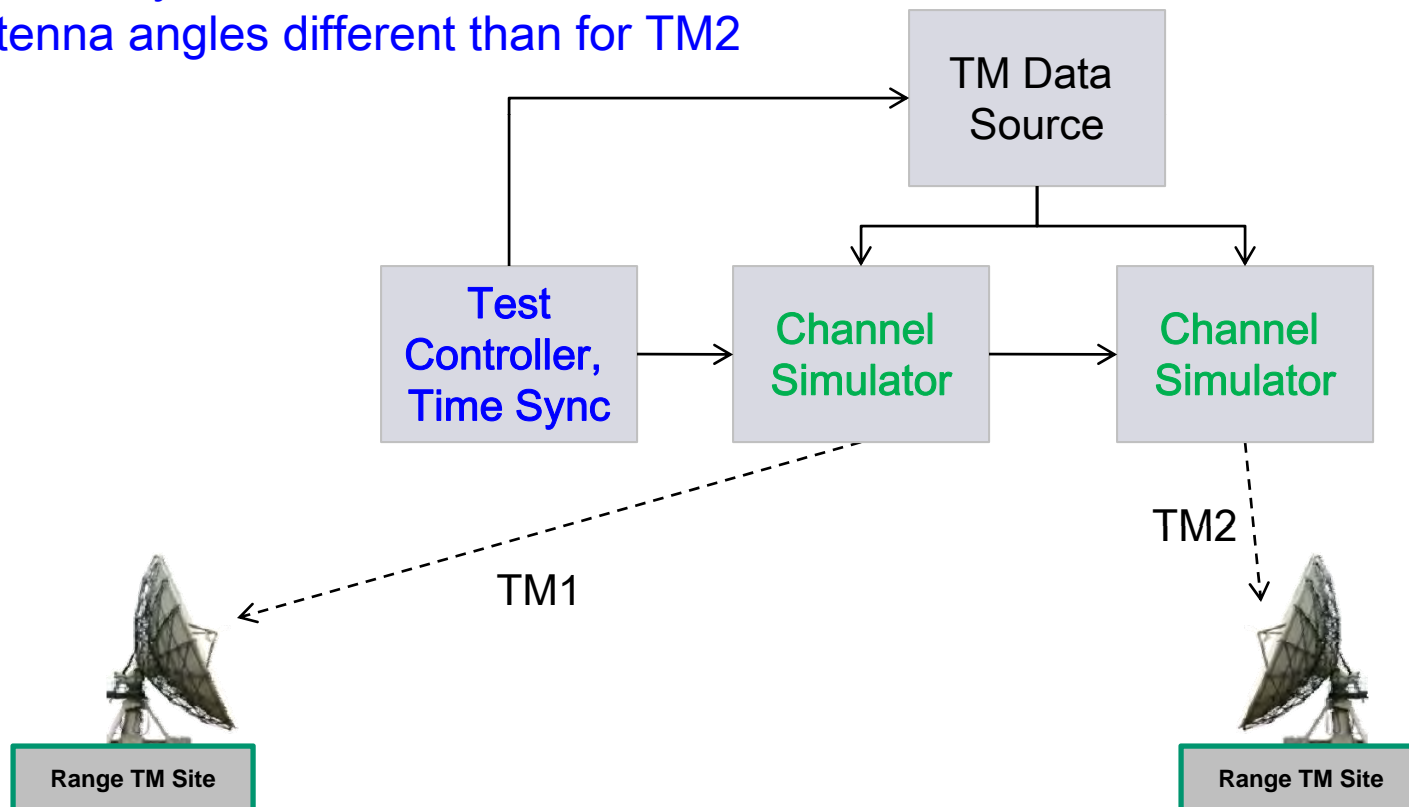 antenna angles different than for TM2
TM Data
Source
Test
Controller,
Time Sync
Channel
Simulator
Channel
Simulator
TM1
TM2
Range TM Site
Range TM Site